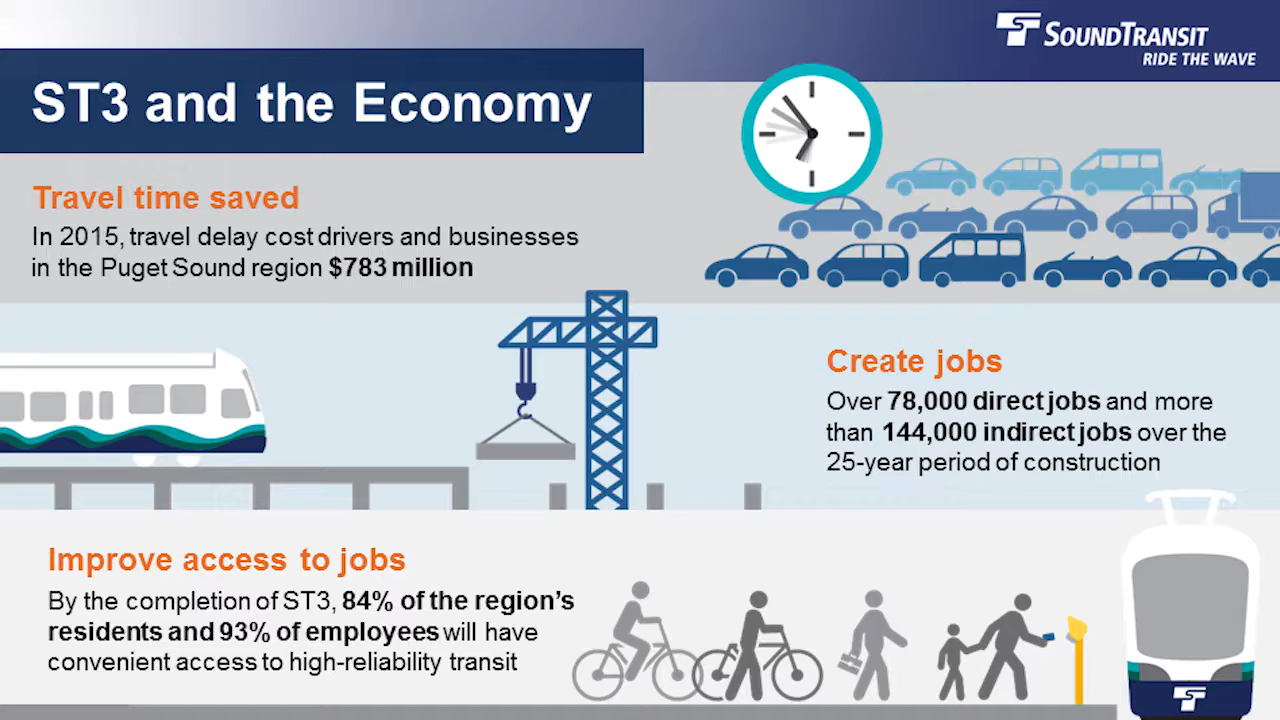 SOUNDTRANSIT
RIDE THE WAVE
ST3 and the Economy
Travel time saved
In 2015, travel delay cost drivers and businesses
in the Puget Sound region $783 million
Create jobs
Over 78,000 direct jobs and more
than 144,000 indirect jobs over the
25-year period of construction
Improve access to jobs
By the completion of ST3, 84% of the region's
residents and 93% of employees will have
convenient access to high-reliability transit